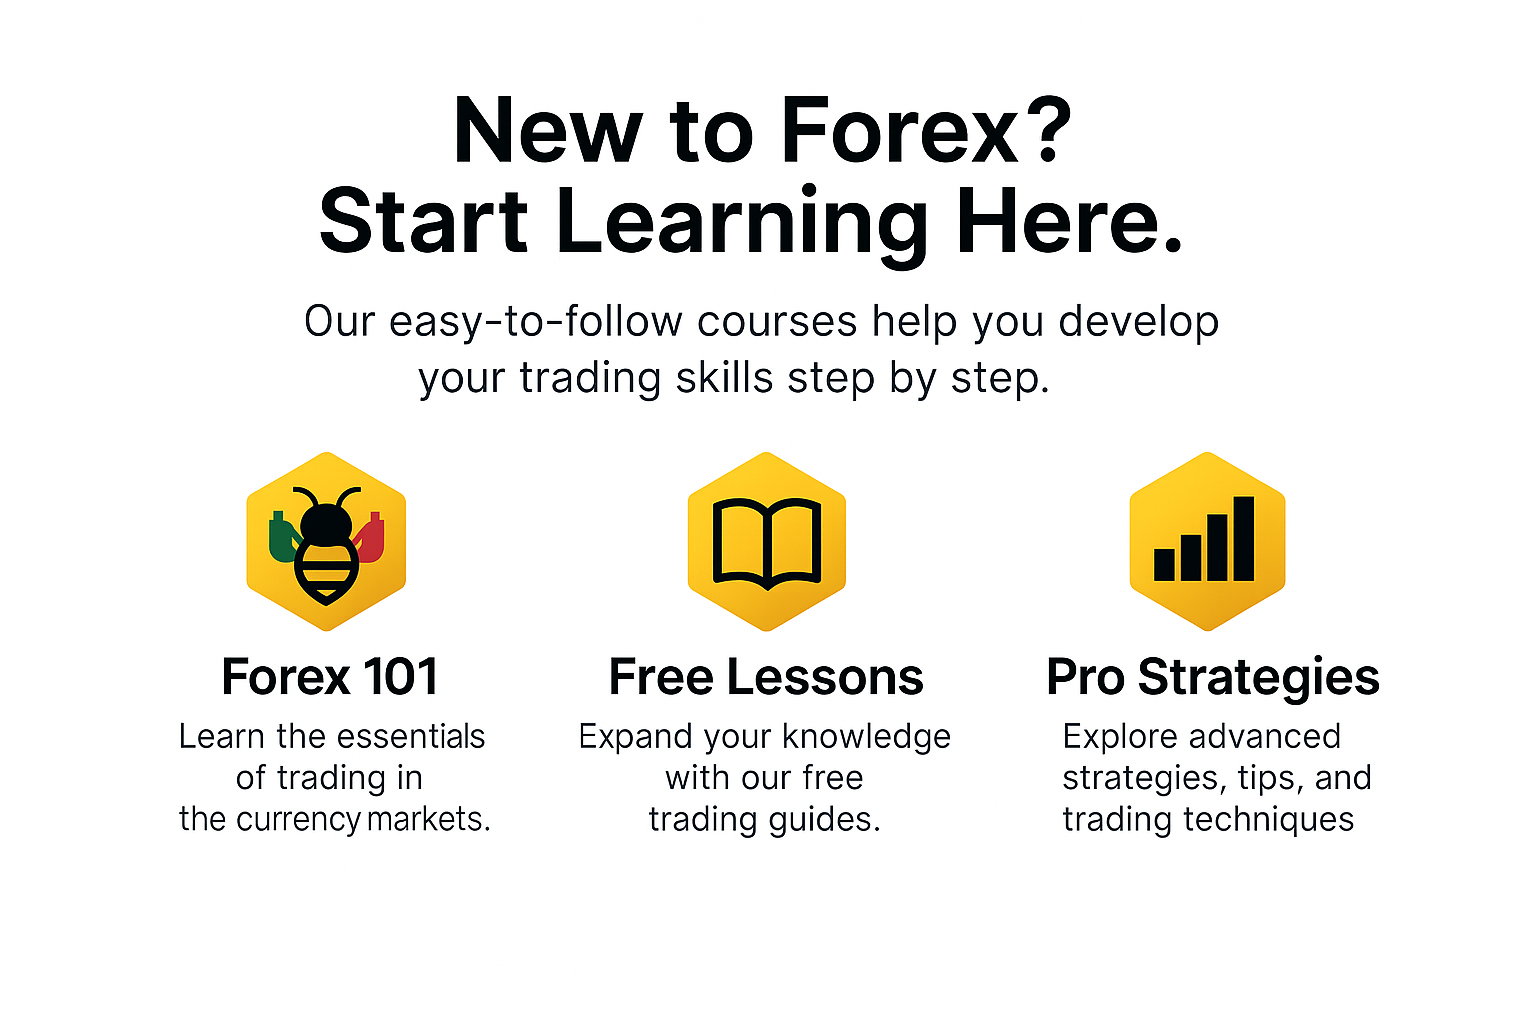 New to Forex?
Start Learning Here.
Our easy-to-follow courses help you develop
your trading skills step by step.
Forex 101
Learn the essentials
of trading in
the currency markets.
Free Lessons
Expand your knowledge
with our free
trading guides.
Pro Strategies
Explore advanced
strategies, tips, and
trading techniques